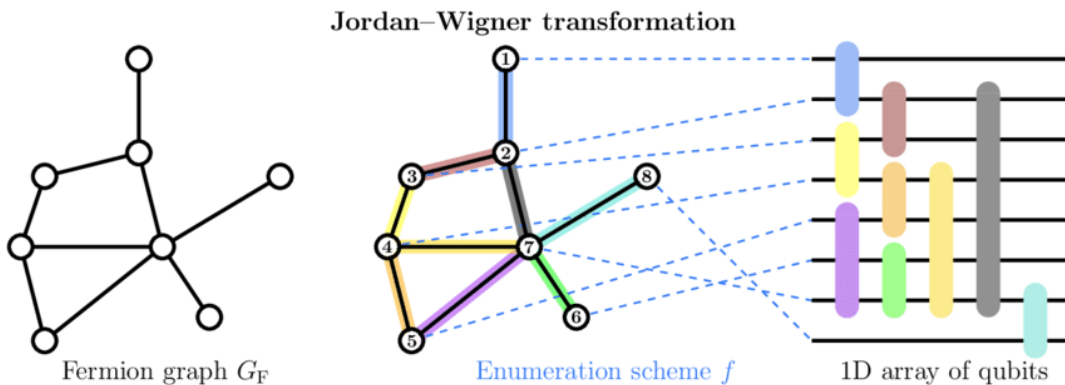 Jordan–Wigner transformation
1
2
3
8
4
7
6
5
Fermion graph G_F
Enumeration scheme f
1D array of qubits